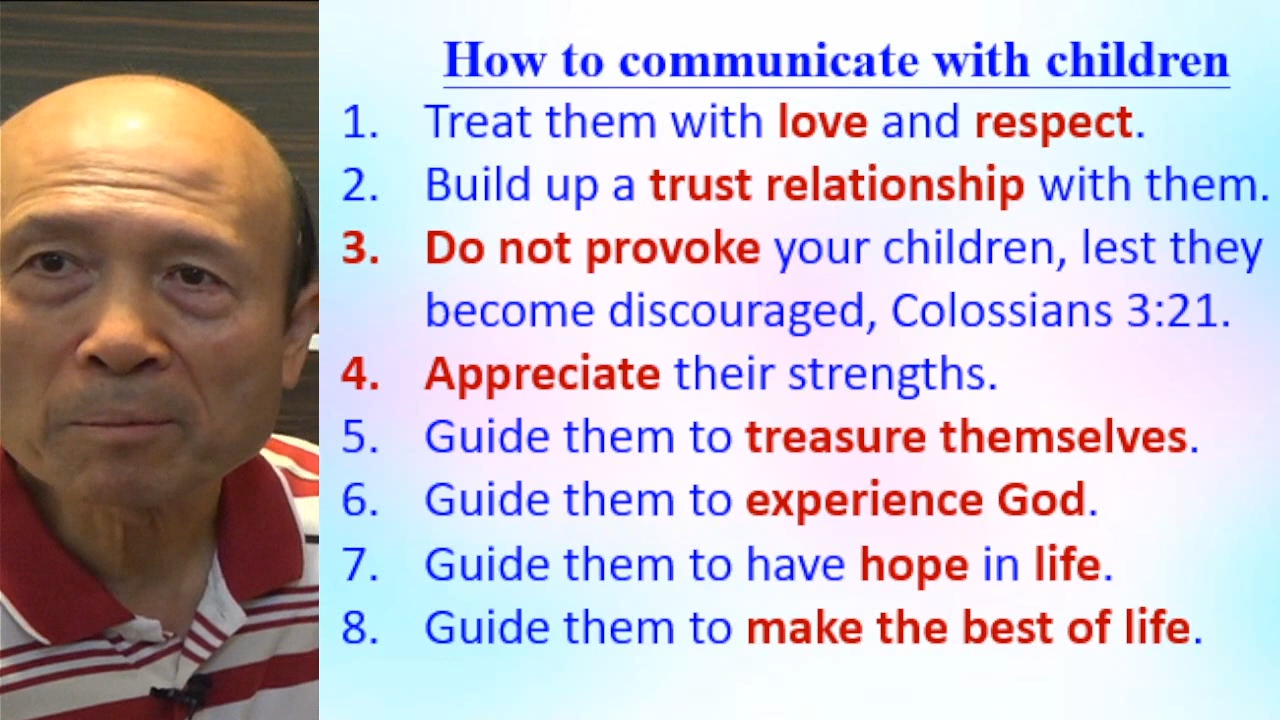 How to communicate with children
1. Treat them with love and respect.
2. Build up a trust relationship with them.
3. Do not provoke your children, lest they
become discouraged, Colossians 3:21.
4. Appreciate their strengths.
5. Guide them to treasure themselves.
6. Guide them to experience God.
7. Guide them to have hope in life.
8. Guide them to make the best of life.